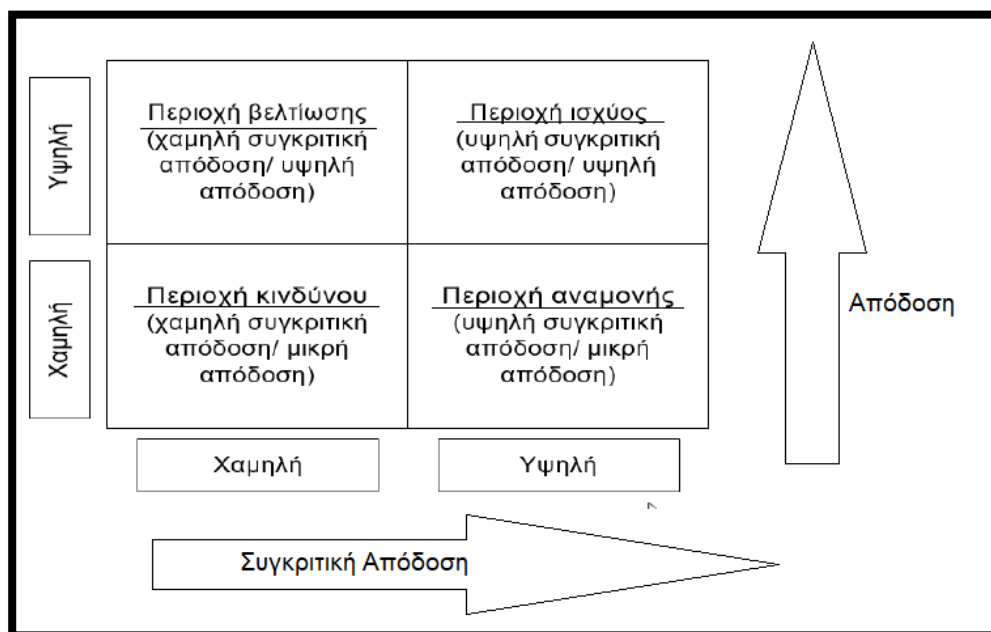 Υψηλή
Περιοχή βελτίωσης
(χαμηλή συγκριτική
απόδοση/ υψηλή
απόδοση)
Περιοχή ισχύος
(υψηλή συγκριτική
απόδοση/ υψηλή
απόδοση)
Χαμηλή
Περιοχή κινδύνου
(χαμηλή συγκριτική
απόδοση/ μικρή
απόδοση)
Περιοχή αναμονής
(υψηλή συγκριτική
απόδοση/ μικρή
απόδοση)
Απόδοση
Χαμηλή
Υψηλή
Συγκριτική Απόδοση